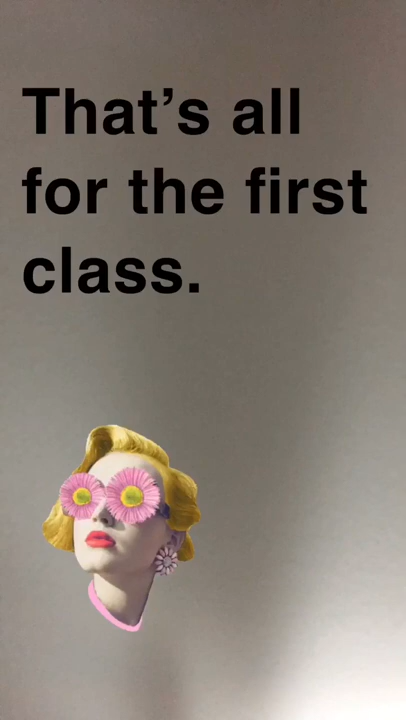 That’s all
for the first
class.